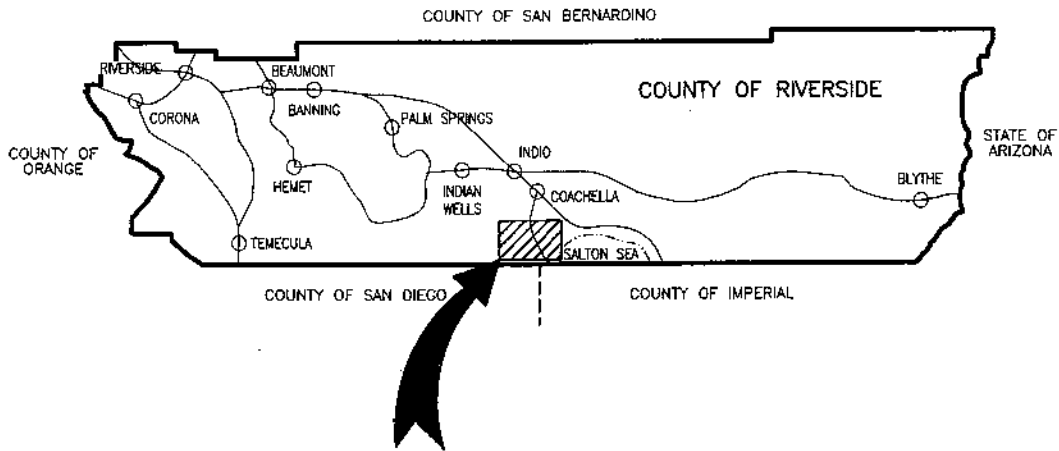 COUNTY OF SAN BERNARDINO
RIVERSIDE
BEAUMONT
COUNTY OF RIVERSIDE
BANNING
CORONA
PALM SPRINGS
STATE OF
ARIZONA
COUNTY OF
ORANGE
INDIO
HEMET
INDIAN
WELLS
COACHELLA
BLYTHE
TEMECULA
SALTON SEA
COUNTY OF SAN DIEGO
COUNTY OF IMPERIAL